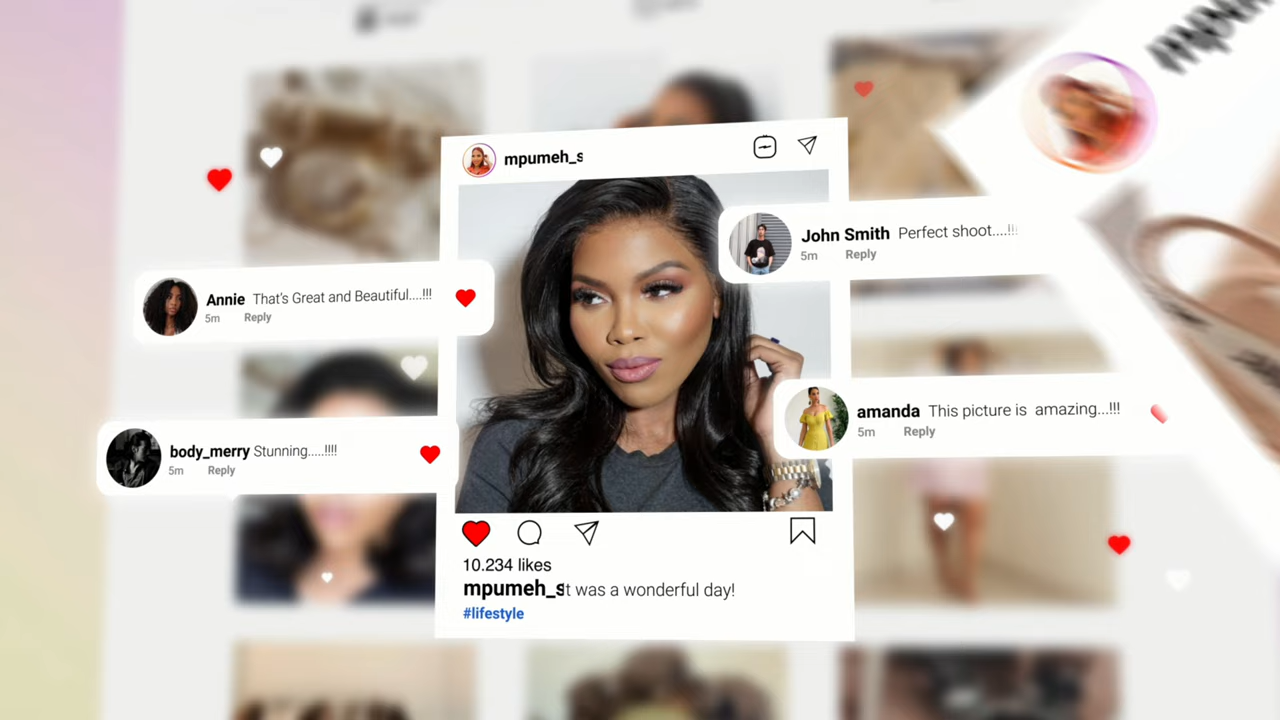 mpumeh_s
John Smith Perfect shoot....!!!
5m Reply
Annie That's Great and Beautiful....!!!
5m Reply
amanda This picture is amazing...!!!
5m Reply
body_merry Stunning.....!!!!
5m Reply
10.234 likes
mpumeh_s t was a wonderful day!
#lifestyle